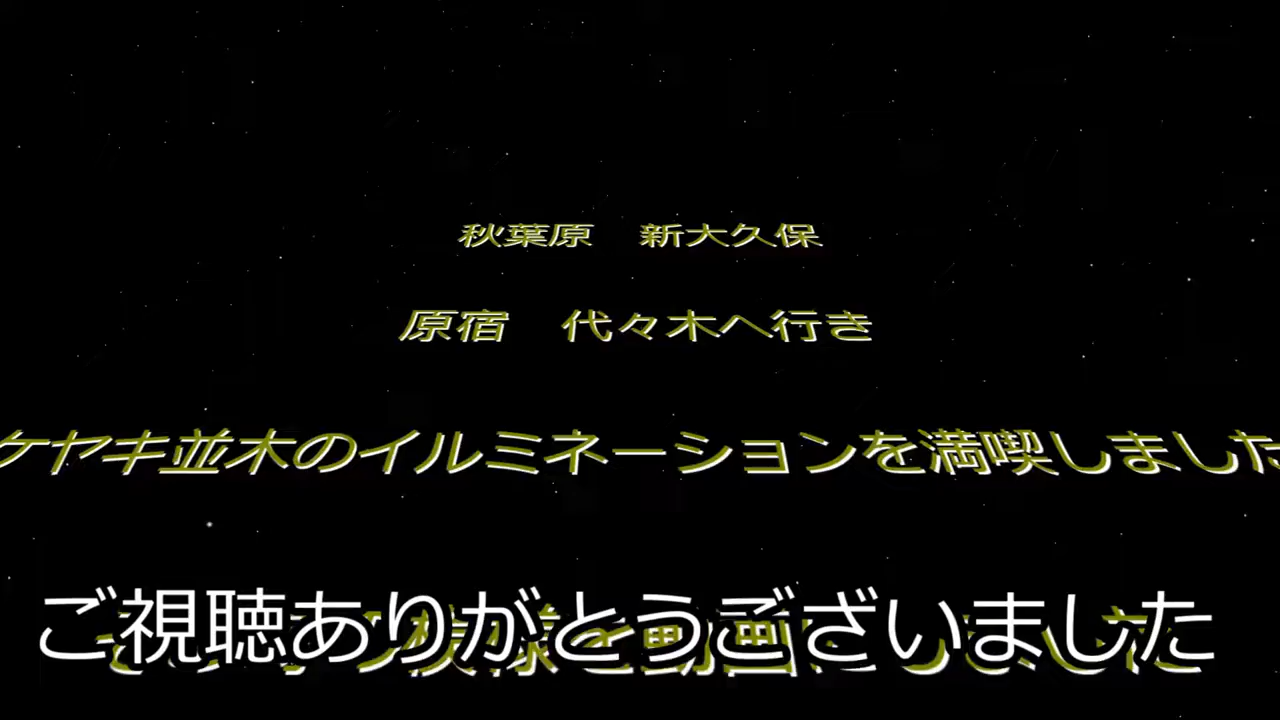 秋葉原　新大久保
原宿　代々木へ行き
ケヤキ並木のイルミネーションを満喫しました
ご視聴ありがとうございました